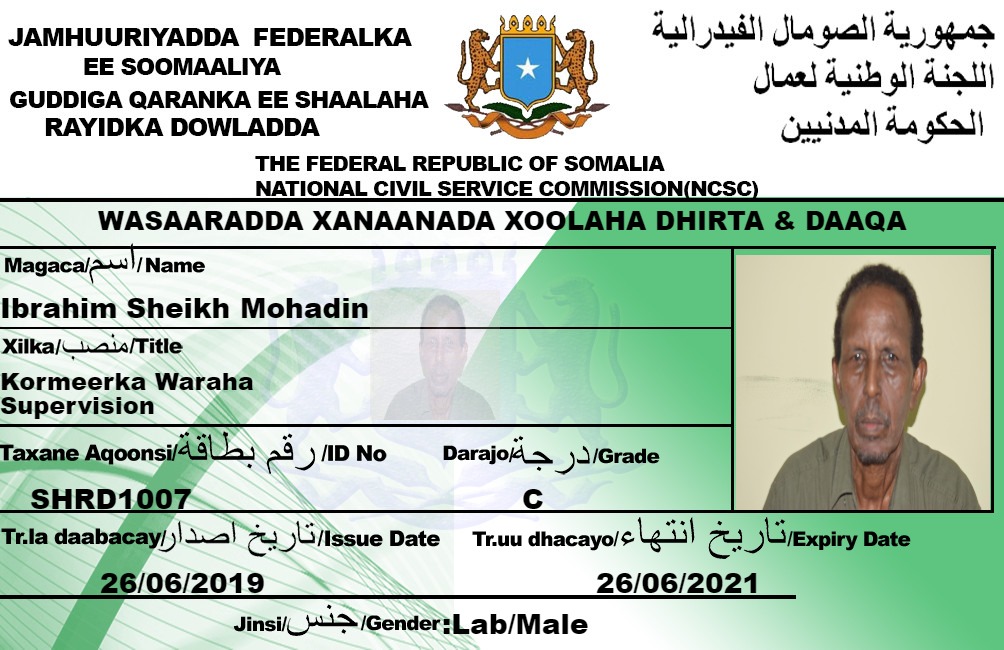 JAMHUURIYADDA FEDERALKA
EE SOOMAALIYA
GUDDIGA QARANKA EE SHAALAHA
RAYIDKA DOWLADDA
جمهورية الصومال الفيدرالية
اللجنة الوطنية لعمال
الحكومة المدنيين
THE FEDERAL REPUBLIC OF SOMALIA
NATIONAL CIVIL SERVICE COMMISSION(NCSC)
WASAARADDA XANAANADA XOOLAHA DHIRTA & DAAQA
Magaca/اسم/Name
Ibrahim Sheikh Mohadin
Xilka/منصب/Title
Kormeerka Waraha
Supervision
Taxane Aqoonsi/رقم بطاقة/ID No
Darajo/درجة/Grade
SHRD1007
C
Tr.la daabacay/تاريخ اصدار/Issue Date
Tr.uu dhacayo/تاريخ انتهاء/Expiry Date
26/06/2019
26/06/2021
Jinsi/جنس/Gender:Lab/Male